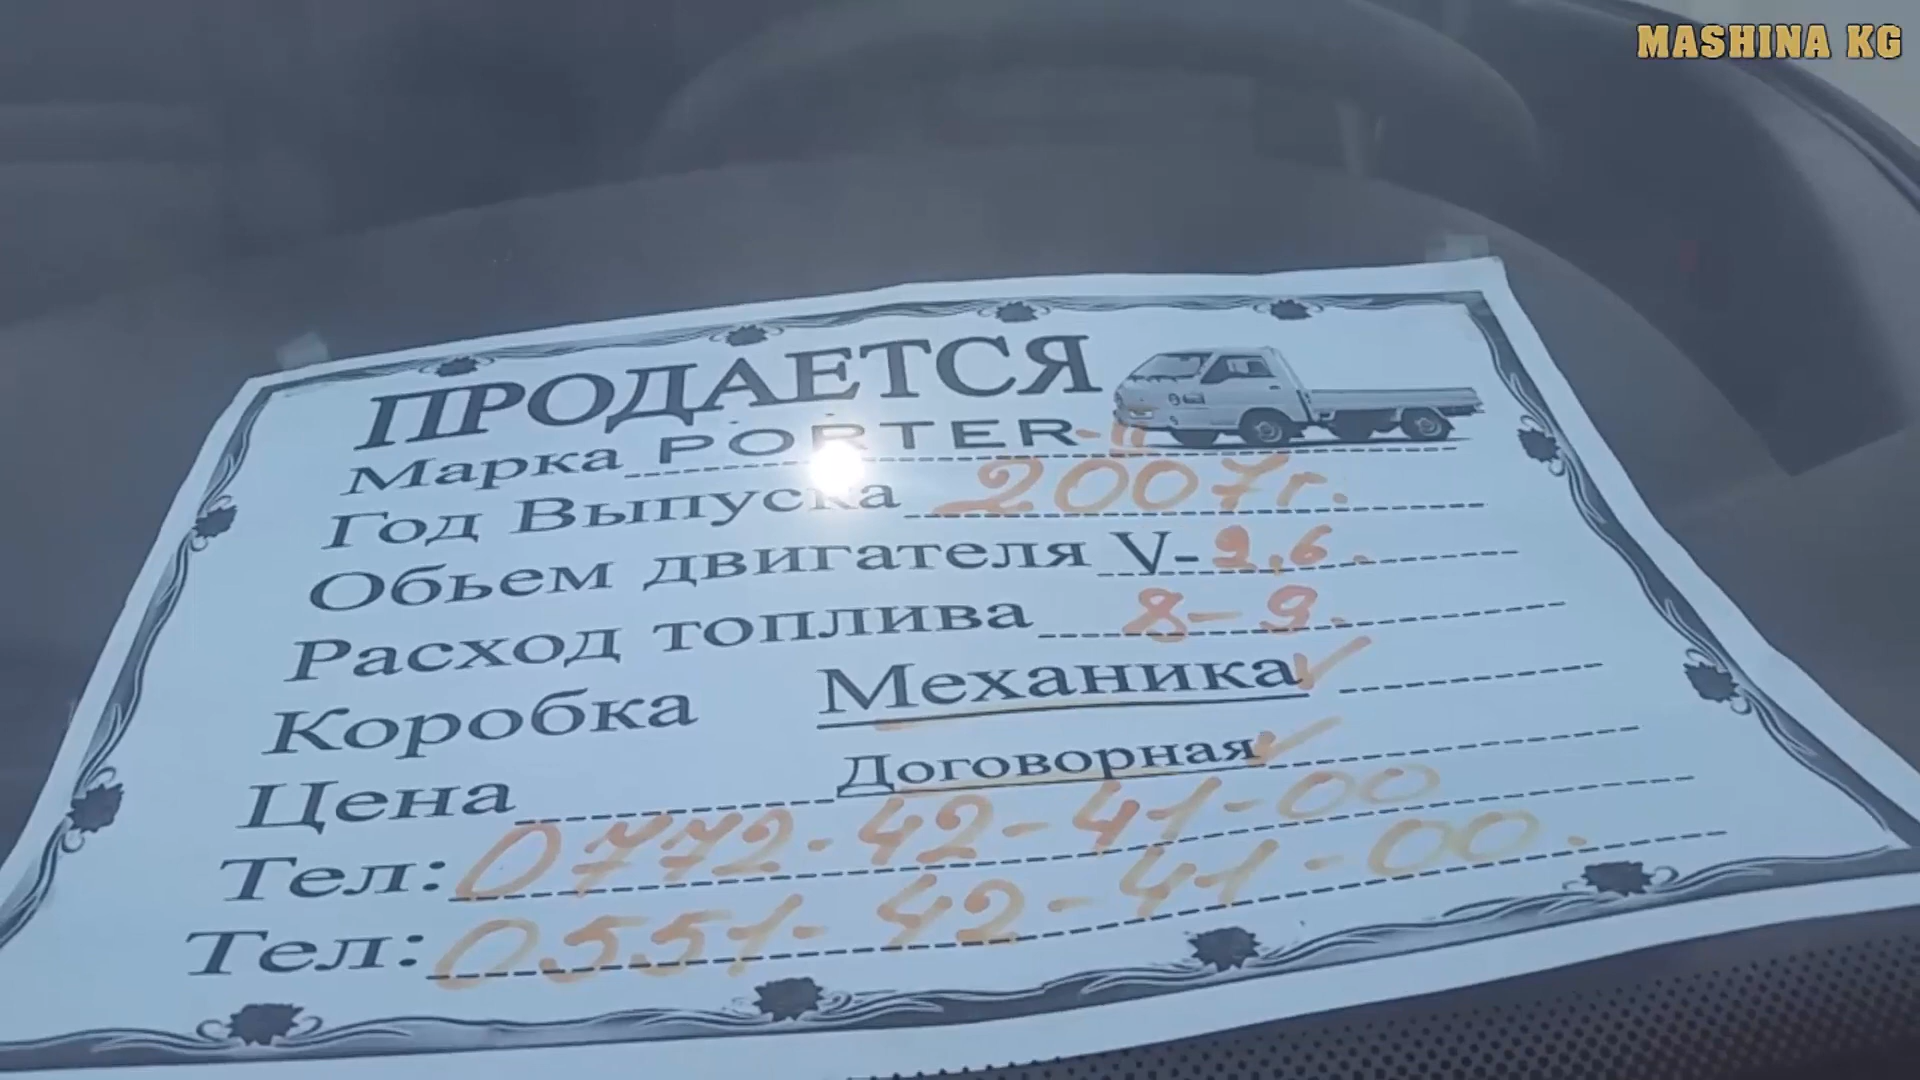 MASHINA KG
ПРОДАЕТСЯ
Марка PORTER-II
Год Выпуска 2007г.
Обьем двигателя V-2,6.
Расход топлива 8-9.
Коробка Механика
Цена Договорная
Тел: 0772-42-41-00
Тел: 0551-42-41-00.